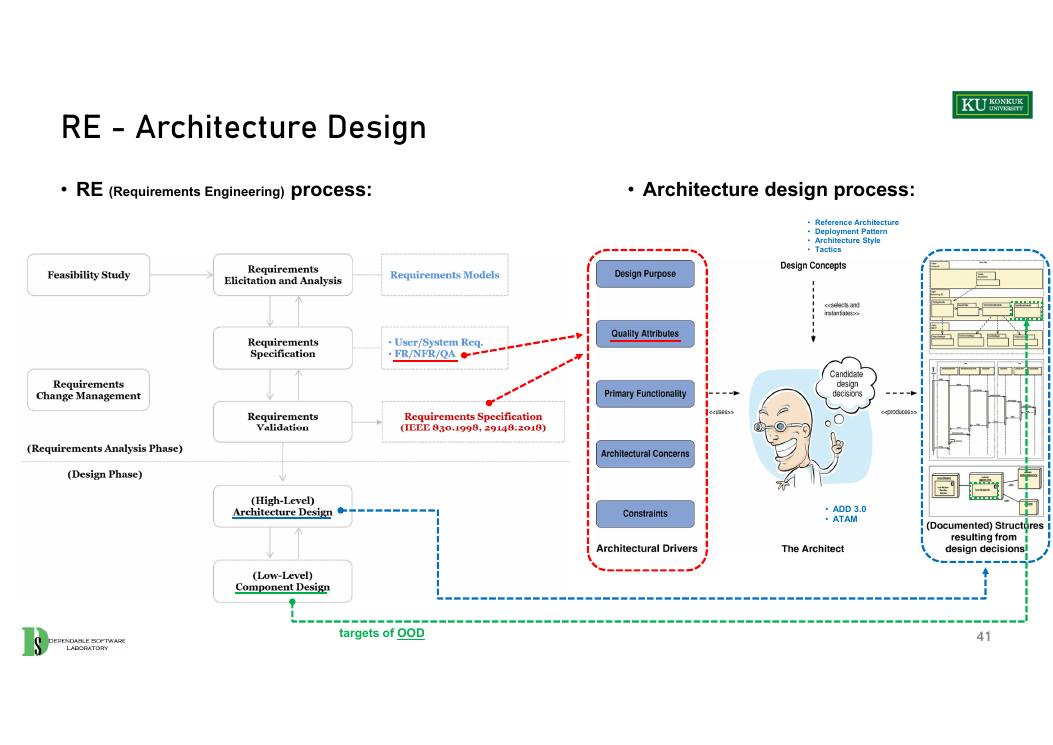 RE - Architecture Design
KU KONKUK
UNIVERSITY
• RE (Requirements Engineering) process:
Feasibility Study
Requirements
Elicitation and Analysis
Requirements Models
Requirements
Specification
• User/System Req.
• FR/NFR/QA
Requirements
Change Management
Requirements
Validation
Requirements Specification
(IEEE 830.1998, 29148.2018)
(Requirements Analysis Phase)
(Design Phase)
(High-Level)
Architecture Design
(Low-Level)
Component Design
targets of OOD
• Architecture design process:
• Reference Architecture
• Deployment Pattern
• Architecture Style
• Tactics
Design Concepts
<<selects and
instantiates>>
Design Purpose
Quality Attributes
Primary Functionality
Architectural Concerns
Constraints
Architectural Drivers
<<uses>>
Candidate
design
decisions
<<produces>>
• ADD 3.0
• ATAM
The Architect
(Documented) Structures
resulting from
design decisions
DS DEPENDABLE SOFTWARE
LABORATORY
41